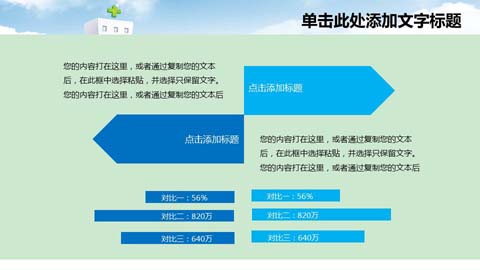 单击此处添加文字标题
您的内容打在这里，或者通过复制您的文本
后，在此框中选择粘贴，并选择只保留文字。
您的内容打在这里，或者通过复制您的文本后
点击添加标题
点击添加标题
您的内容打在这里，或者通过复制您的文本
后，在此框中选择粘贴，并选择只保留文字。
您的内容打在这里，或者通过复制您的文本后
对比一：56%
对比一：56%
对比二：820万
对比二：820万
对比三：640万
对比三：640万